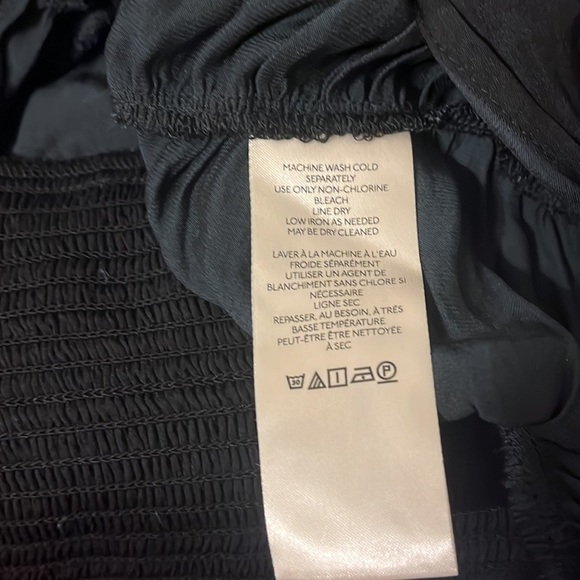 MACHINE WASH COLD
SEPARATELY
USE ONLY NON-CHLORINE
BLEACH
LINE DRY
LOW IRON AS NEEDED
MAY BE DRY CLEANED
LAVER À LA MACHINE À L'EAU
FROIDE SÉPARÉMENT
UTILISER UN AGENT DE
BLANCHIMENT SANS CHLORE SI
NÉCESSAIRE
LIGNE SEC
REPASSER, AU BESOIN, À TRÉS
BASSE TEMPÉRATURE
PEUT-ÊTRE ÊTRE NETTOYÉE
À SEC
30 P